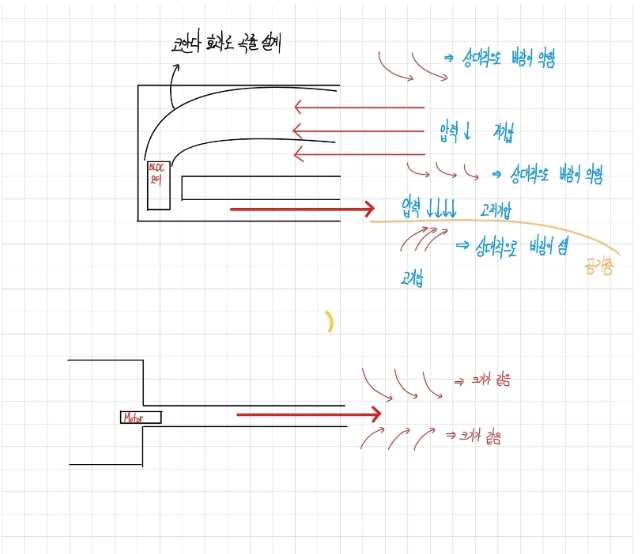 코안다 효과로 곡률 설계
⇒ 상대적으로 바람이 약함
압력 ↓ 저기압
BLDC
모터
⇒ 상대적으로 바람이 약함
압력 ↓↓↓↓ 고저기압
⇒ 상대적으로 바람이 셈
공기층
고기압
Motor
⇒ 크기가 같음
⇒ 크기가 같음